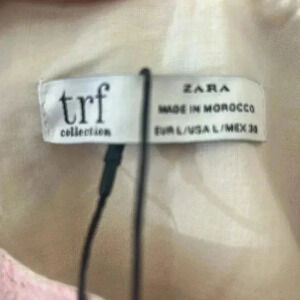 trf
collection
ZARA
MADE IN MOROCCO
EUR L/USA L/MEX 30